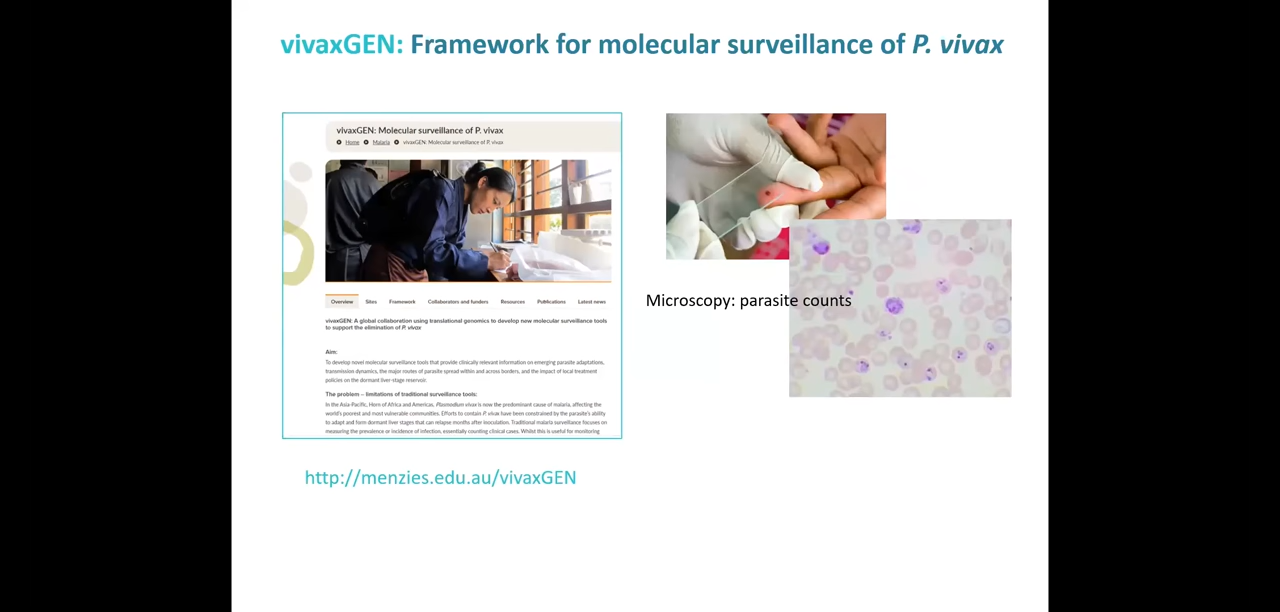 vivaxGEN: Framework for molecular surveillance of P. vivax
vivaxGEN: Molecular surveillance of P. vivax
Home Malaria vivaxGEN: Molecular surveillance of P. vivax
Overview Sites Framework Collaborators and funders Resources Publications Latest news
vivaxGEN: A global collaboration using translational genomics to develop new molecular surveillance tools
to support the elimination of P. vivax
Aim:
To develop novel molecular surveillance tools that provide clinically relevant information on emerging parasite adaptations,
transmission dynamics, the major routes of parasite spread within and across borders, and the impact of local treatment
policies on the dormant liver-stage reservoir.
The problem – limitations of traditional surveillance tools:
In the Asia-Pacific, Horn of Africa and Americas, Plasmodium vivax is now the predominant cause of malaria, affecting the
world's poorest and most vulnerable communities. Efforts to contain P. vivax have been constrained by the parasite's ability
to adapt and form dormant liver stages that can relapse months after inoculation. Traditional malaria surveillance focuses on
measuring the prevalence or incidence of infection, essentially counting clinical cases. Whilst this is useful for monitoring
http://menzies.edu.au/vivaxGEN
Microscopy: parasite counts